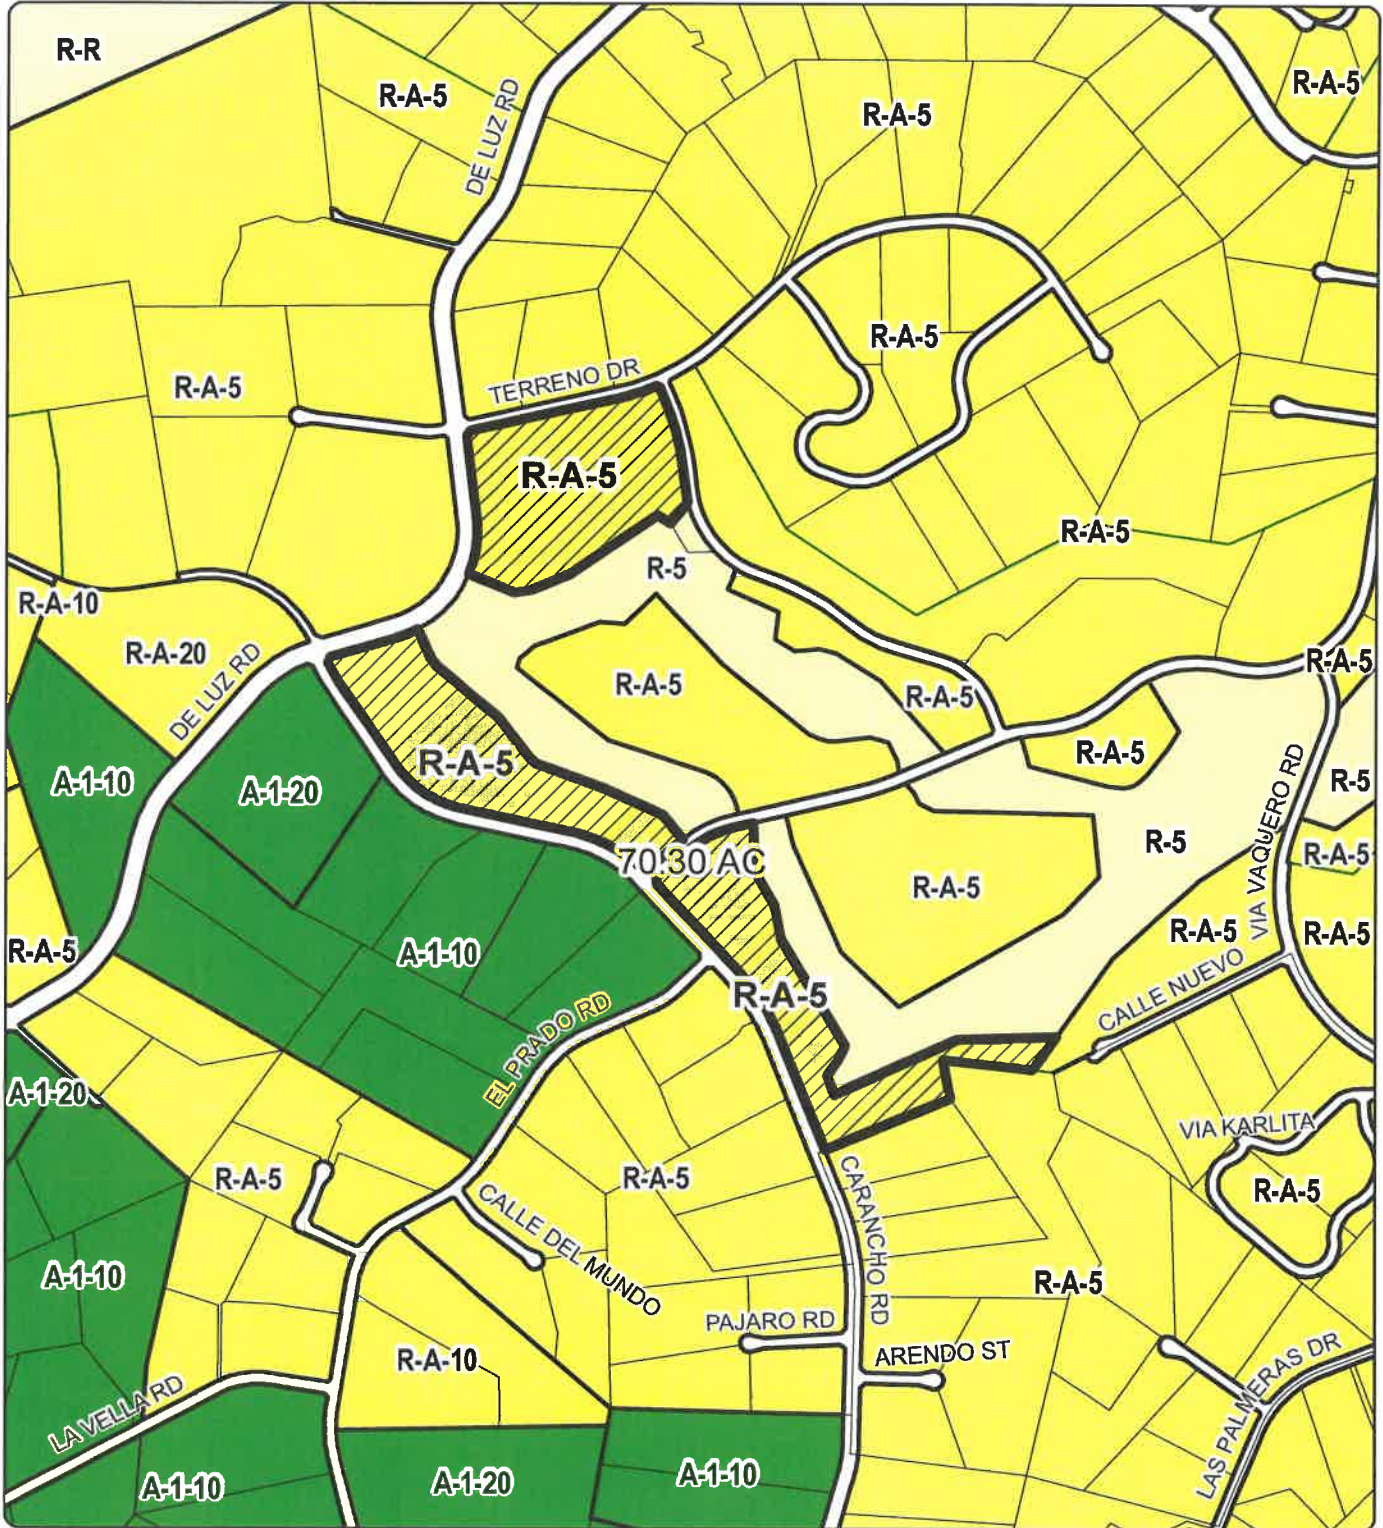 R-R
R-A-5
DE LUZ RD
R-A-5
R-A-5
R-A-5
TERRENO DR
R-A-5
R-A-5
R-A-5
R-5
R-A-10
R-A-20
DE LUZ RD
R-A-5
R-A-5
R-A-5
R-A-5
R-A-5
A-1-10
A-1-20
R-5
VIA VAQUERO RD
R-5
R-A-5
70.30 AC
R-A-5
R-A-5
R-A-5
R-A-5
A-1-10
R-A-5
CALLE NUEVO
EL PRADO RD
A-1-20
VIA KARLITA
R-A-5
R-A-5
R-A-5
CALLE DEL MUNDO
CARANCHO RD
A-1-10
R-A-5
PAJARO RD
ARENDO ST
R-A-10
LAS PALMERAS DR
LA VELLA RD
A-1-10
A-1-20
A-1-10